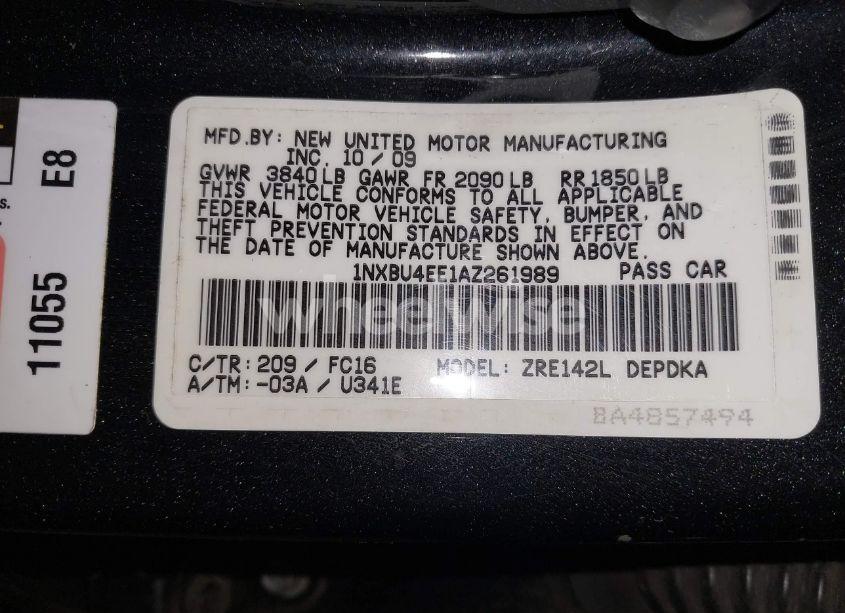 MFD.BY: NEW UNITED MOTOR MANUFACTURING
INC. 10 / 09
GVWR 3840 LB GAWR FR 2090 LB RR 1850 LB
THIS VEHICLE CONFORMS TO ALL APPLICABLE
FEDERAL MOTOR VEHICLE SAFETY, BUMPER, AND
THEFT PREVENTION STANDARDS IN EFFECT ON
THE DATE OF MANUFACTURE SHOWN ABOVE.
1NXBU4EE1AZ261989 PASS CAR
wheelwise
C/TR: 209 / FC16 MODEL: ZRE142L DEPDKA
A/TM: -03A / U341E
BA4857494
11055 E8
s.